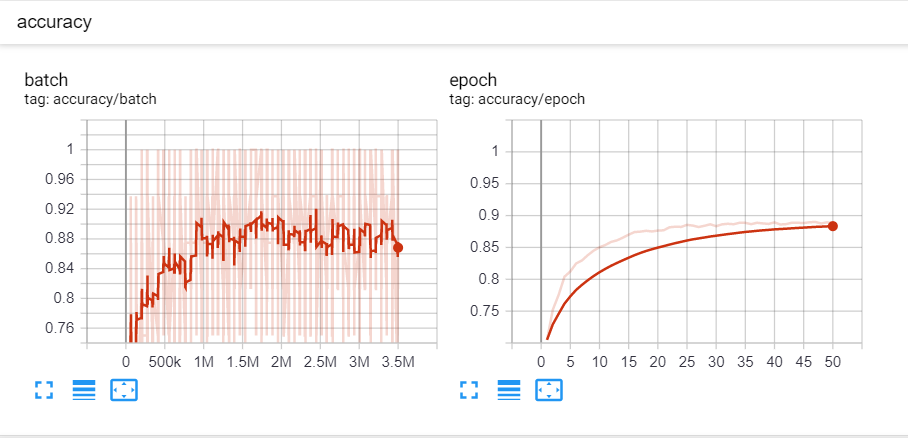 accuracy
batch
tag: accuracy/batch
1
0.96
0.92
0.88
0.84
0.8
0.76
0 500k 1M 1.5M 2M 2.5M 3M 3.5M
epoch
tag: accuracy/epoch
1
0.95
0.9
0.85
0.8
0.75
0 5 10 15 20 25 30 35 40 45 50